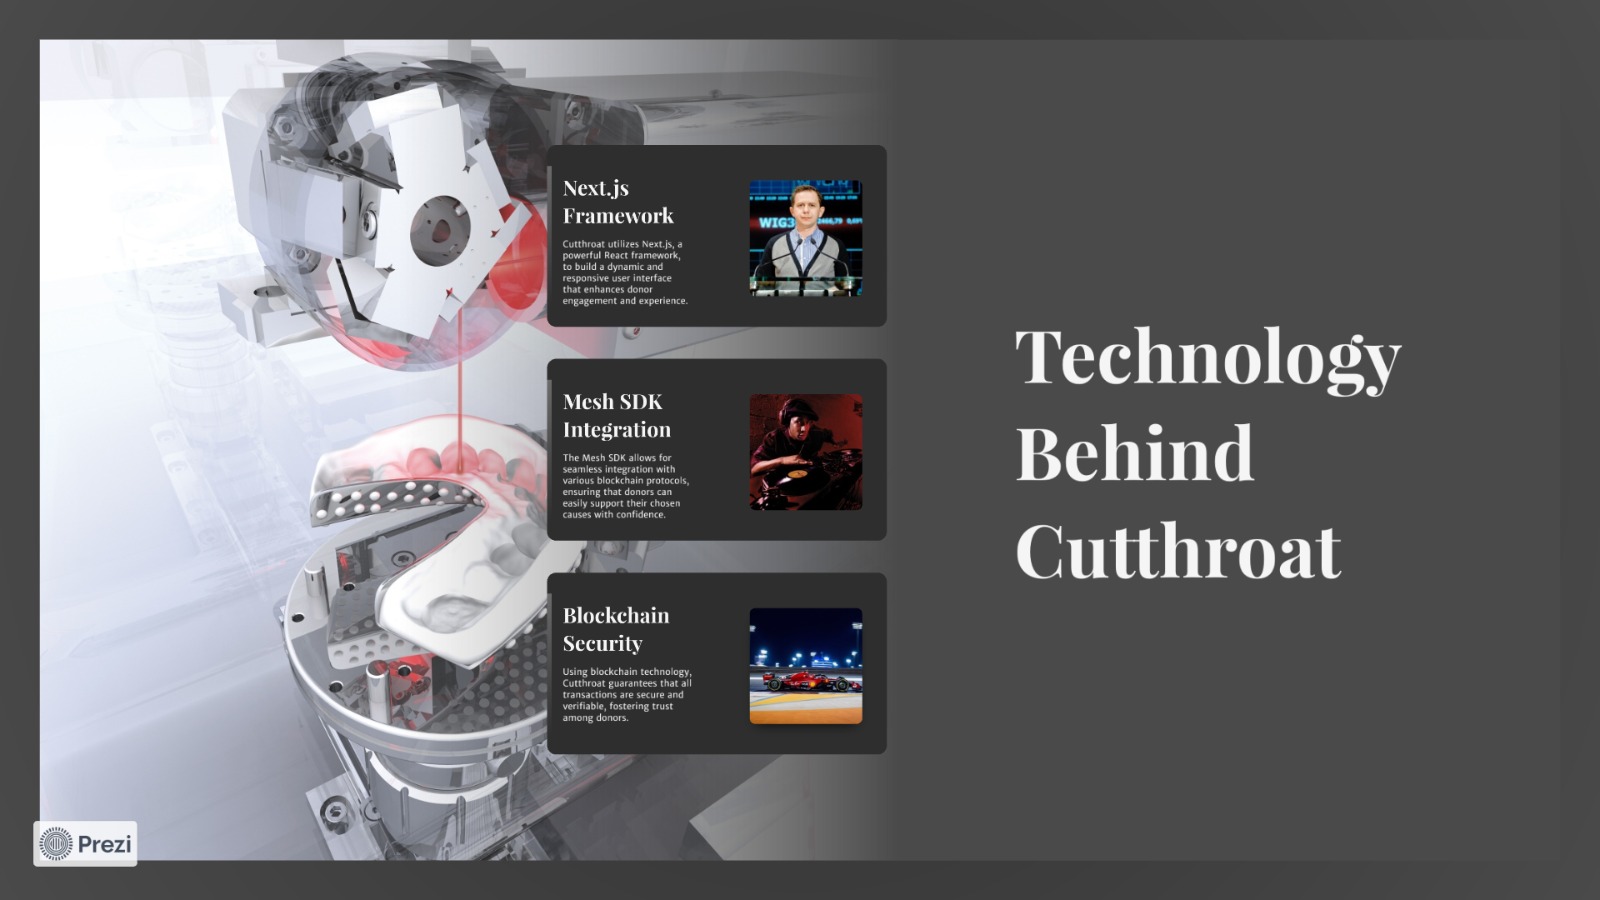 Technology
Behind
Cutthroat
Next.js
Framework
Cutthroat utilizes Next.js, a
powerful React framework,
to build a dynamic and
responsive user interface
that enhances donor
engagement and experience.
WIG3
2466,79
Mesh SDK
Integration
The Mesh SDK allows for
seamless integration with
various blockchain protocols,
ensuring that donors can
easily support their chosen
causes with confidence.
Blockchain
Security
Using blockchain technology,
Cutthroat guarantees that all
transactions are secure and
verifiable, fostering trust
among donors.
Prezi